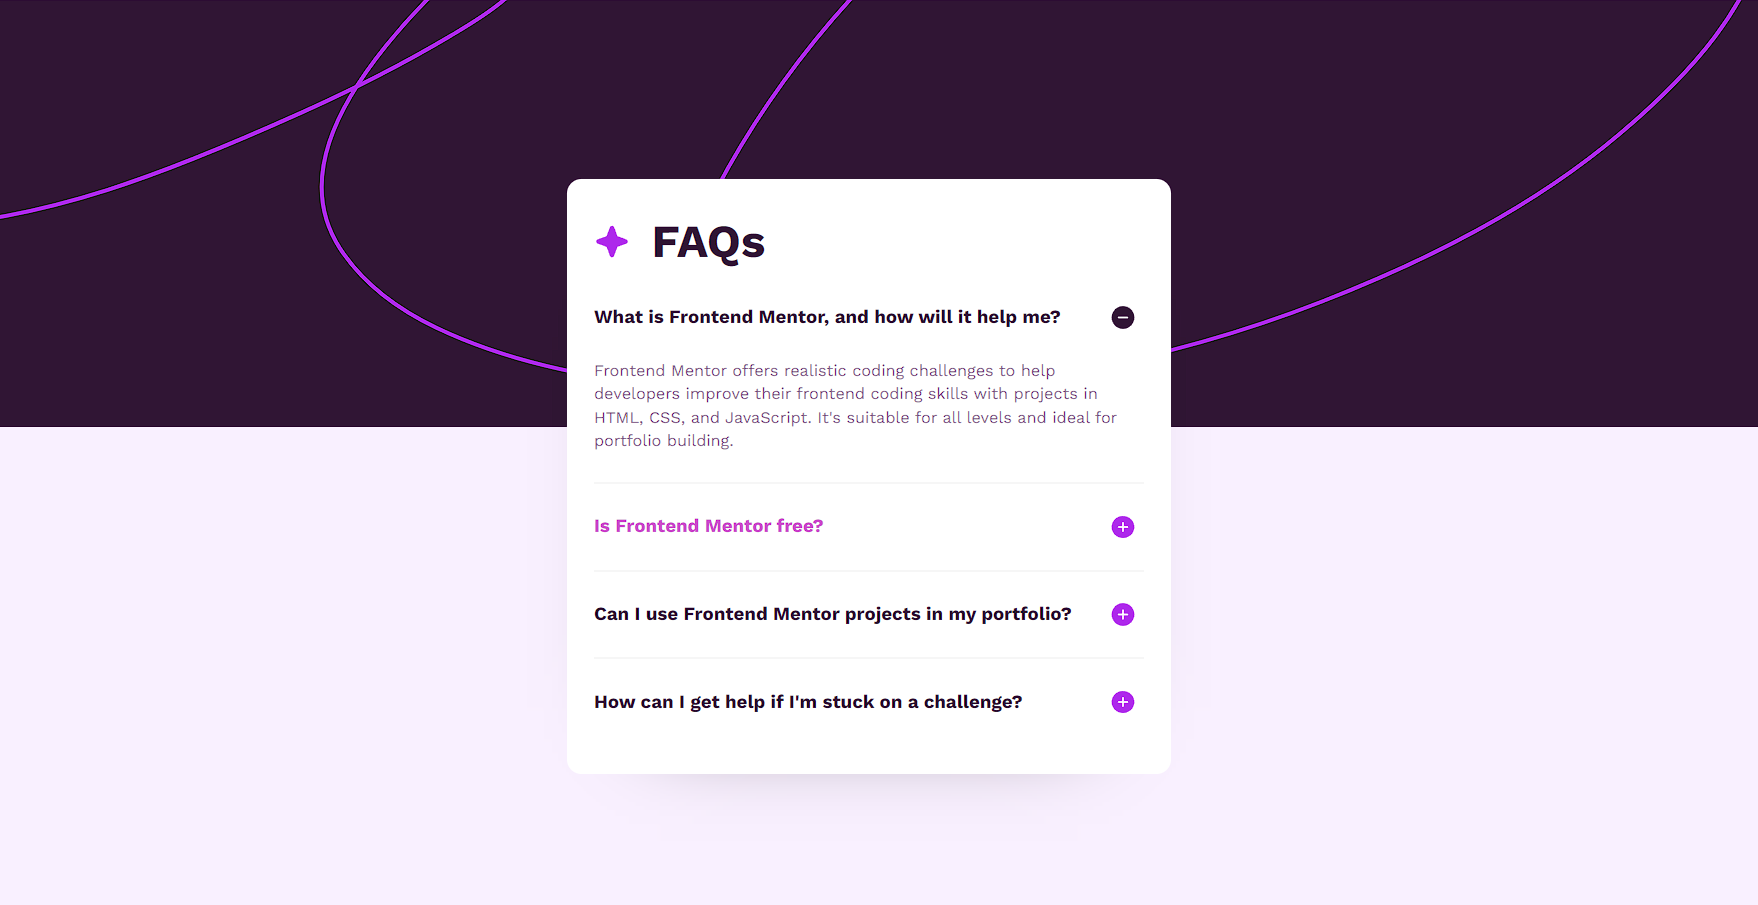 FAQs
What is Frontend Mentor, and how will it help me?
Frontend Mentor offers realistic coding challenges to help
developers improve their frontend coding skills with projects in
HTML, CSS, and JavaScript. It's suitable for all levels and ideal for
portfolio building.
Is Frontend Mentor free?
Can I use Frontend Mentor projects in my portfolio?
How can I get help if I'm stuck on a challenge?